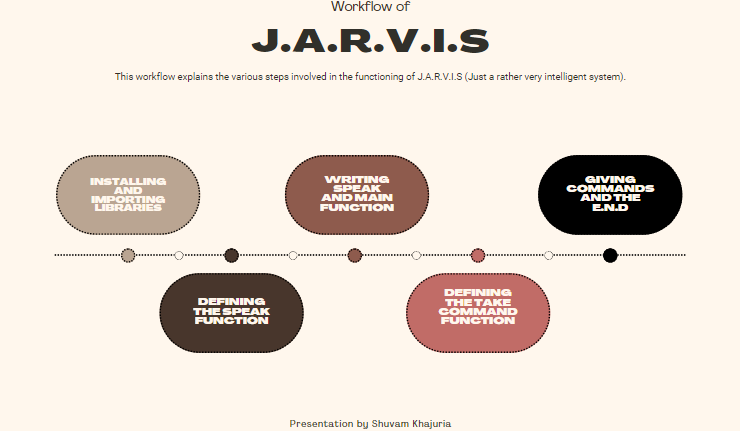 Workflow of
J.A.R.V.I.S
This workflow explains the various steps involved in the functioning of J.A.R.V.I.S (Just a rather very intelligent system).
INSTALLING
AND
IMPORTING
LIBRARIES
WRITING
SPEAK
AND MAIN
FUNCTION
GIVING
COMMANDS
AND THE
E.N.D
DEFINING
THE SPEAK
FUNCTION
DEFINING
THE TAKE
COMMAND
FUNCTION
Presentation by Shuvam Khajuria